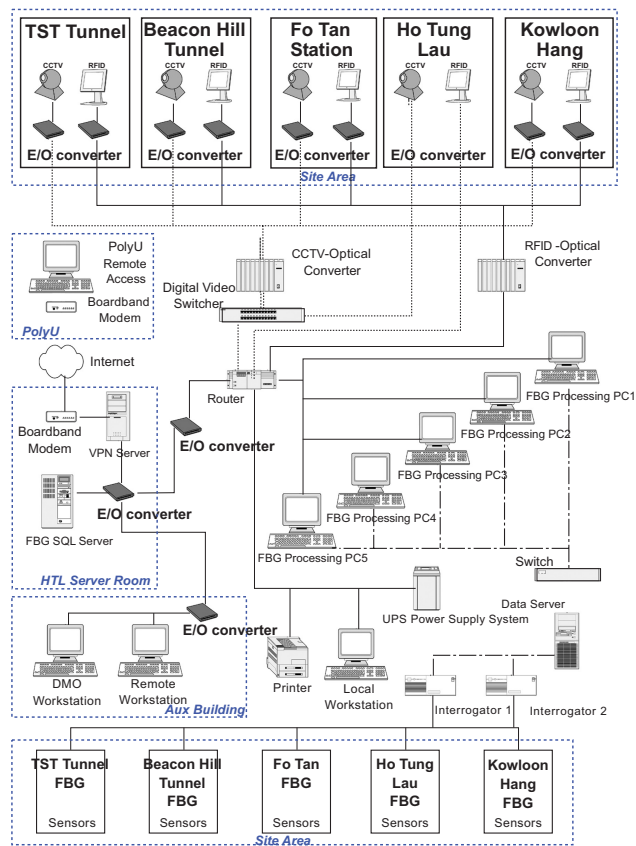 TST Tunnel
CCTV
RFID
E/O converter
Beacon Hill
Tunnel
CCTV
RFID
E/O converter
Fo Tan
Station
CCTV
RFID
E/O converter
Ho Tung
Lau
CCTV
RFID
E/O converter
Kowloon
Hang
CCTV
RFID
E/O converter
Site Area
PolyU
Remote
Access
Boardband
Modem
PolyU
CCTV-Optical
Converter
RFID -Optical
Converter
Digital Video
Switcher
Internet
Router
Boardband
Modem
VPN Server
E/O converter
E/O converter
FBG SQL Server
HTL Server Room
FBG Processing PC1
FBG Processing PC2
FBG Processing PC3
FBG Processing PC4
FBG Processing PC5
Switch
UPS Power Supply System
Data Server
E/O converter
DMO
Workstation
Remote
Workstation
Aux Building
Printer
Local
Workstation
Interrogator 1
Interrogator 2
TST Tunnel
FBG
Sensors
Beacon Hill
Tunnel
FBG
Sensors
Fo Tan
FBG
Sensors
Ho Tung
Lau
FBG
Sensors
Kowloon
Hang
FBG
Sensors
Site Area